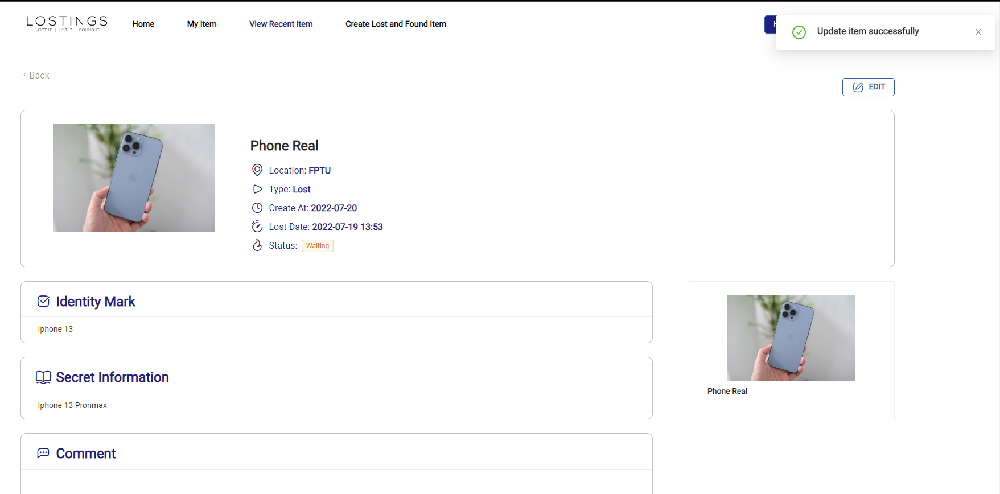 LOSTINGS
LOST IT | LIST IT | FOUND IT
Home
My Item
View Recent Item
Create Lost and Found Item
Update item successfully
Back
EDIT
Phone Real
Location: FPTU
Type: Lost
Create At: 2022-07-20
Lost Date: 2022-07-19 13:53
Status: Waiting
Identity Mark
Iphone 13
Secret Information
Iphone 13 Pronmax
Phone Real
Comment